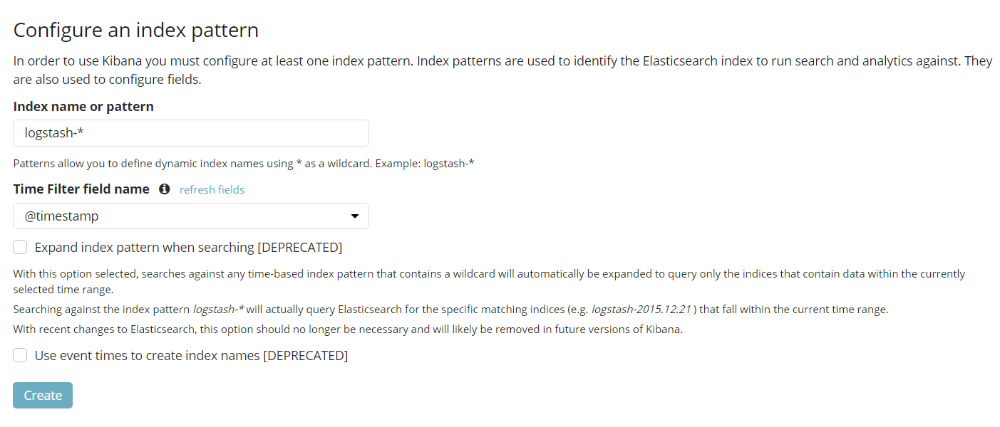 Configure an index pattern
In order to use Kibana you must configure at least one index pattern. Index patterns are used to identify the Elasticsearch index to run search and analytics against. They
are also used to configure fields.
Index name or pattern
logstash-*
Patterns allow you to define dynamic index names using * as a wildcard. Example: logstash-*
Time Filter field name refresh fields
@timestamp
Expand index pattern when searching [DEPRECATED]
With this option selected, searches against any time-based index pattern that contains a wildcard will automatically be expanded to query only the indices that contain data within the currently
selected time range.
Searching against the index pattern logstash-* will actually query Elasticsearch for the specific matching indices (e.g. logstash-2015.12.21 ) that fall within the current time range.
With recent changes to Elasticsearch, this option should no longer be necessary and will likely be removed in future versions of Kibana.
Use event times to create index names [DEPRECATED]
Create